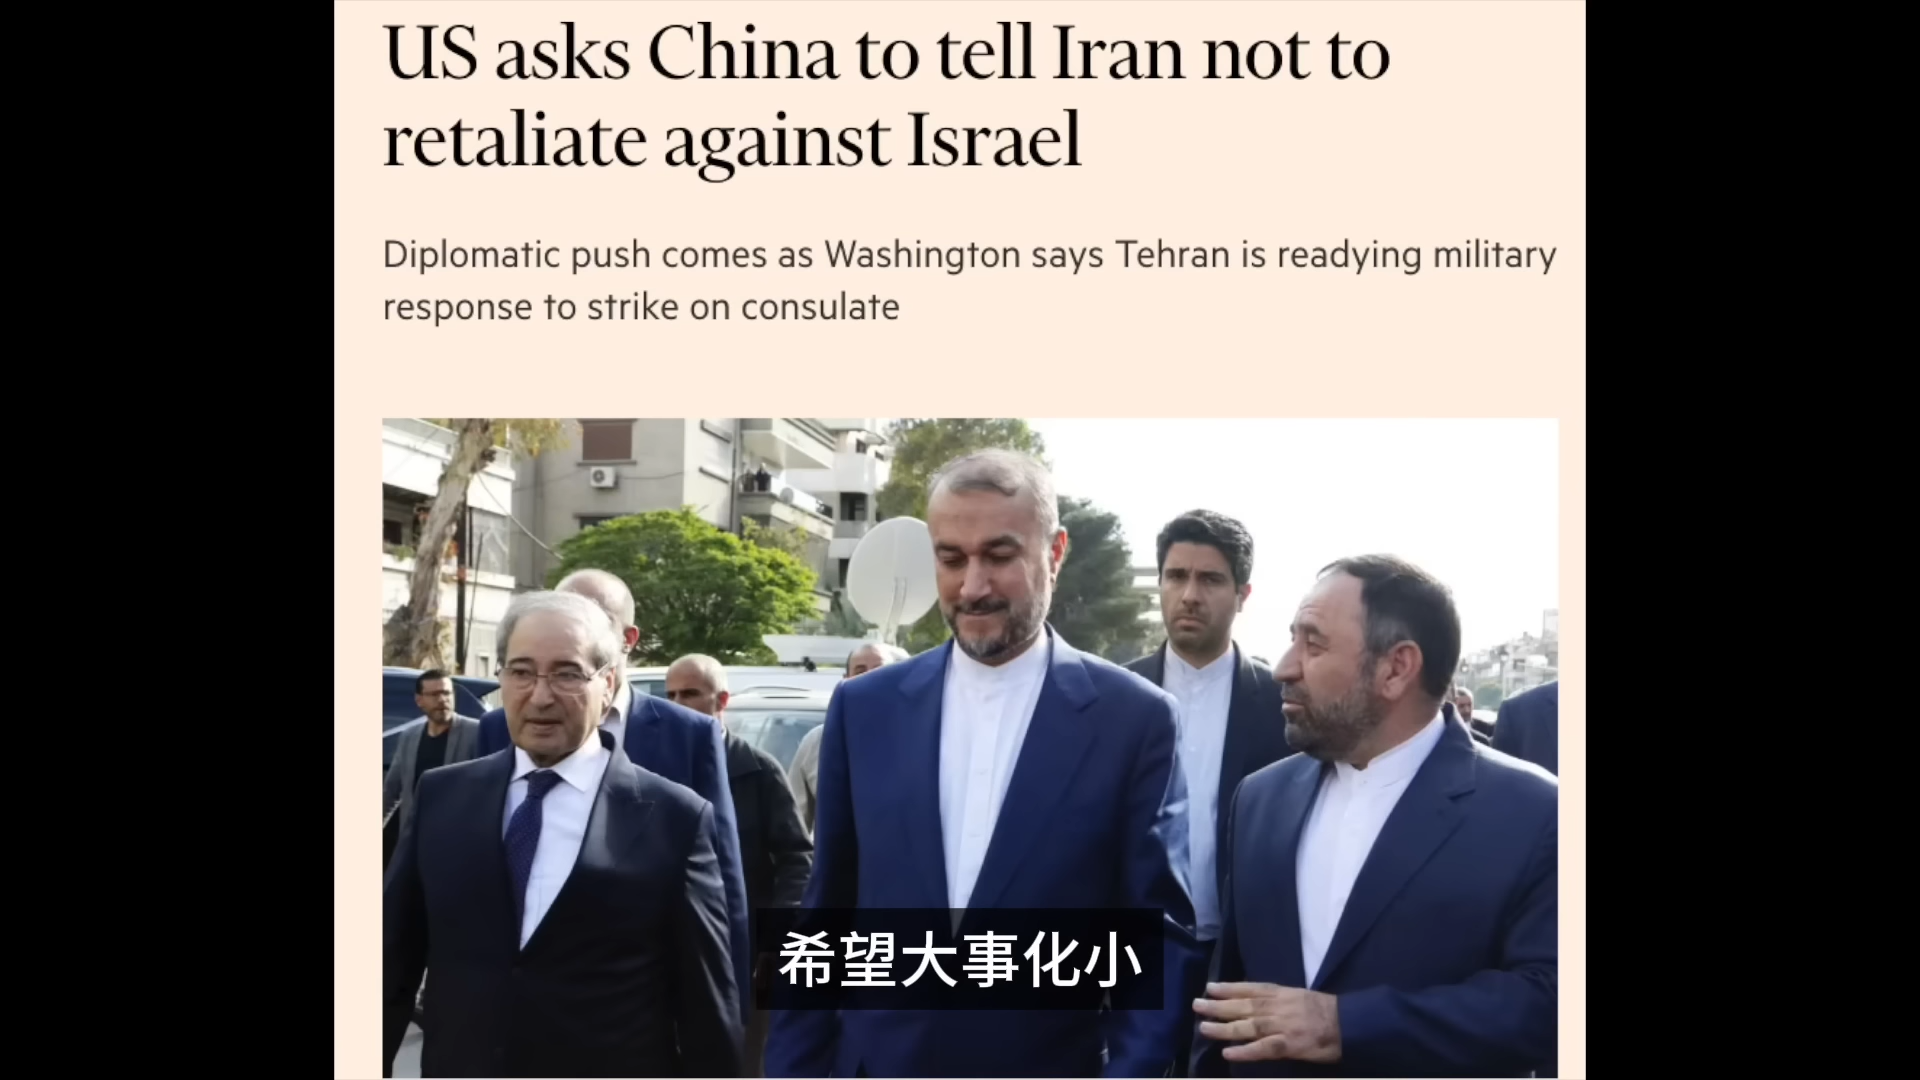 US asks China to tell Iran not to
retaliate against Israel
Diplomatic push comes as Washington says Tehran is readying military
response to strike on consulate
希望大事化小